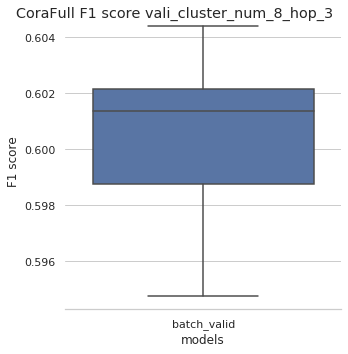 CoraFull F1 score vali_cluster_num_8_hop_3
0.604
0.602
0.600
0.598
0.596
F1 score
batch_valid
models